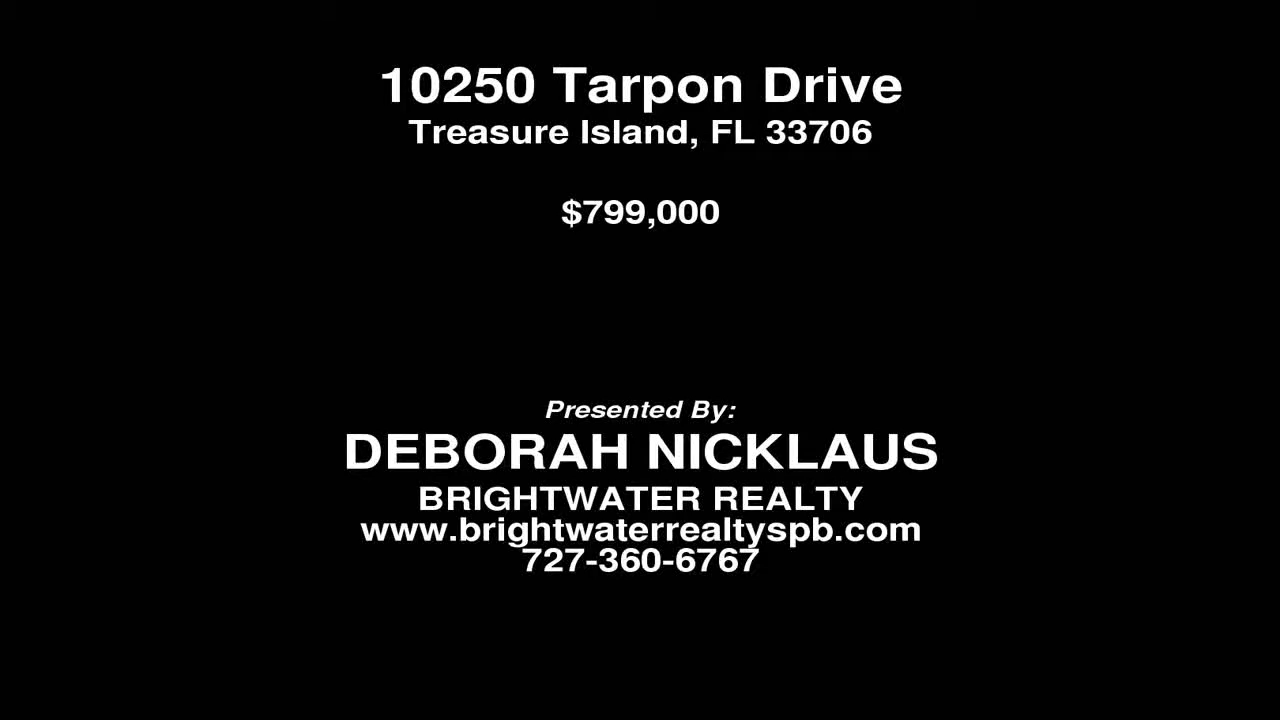 10250 Tarpon Drive
Treasure Island, FL 33706
$799,000
Presented By:
DEBORAH NICKLAUS
BRIGHTWATER REALTY
www.brightwaterrealtyspb.com
727-360-6767